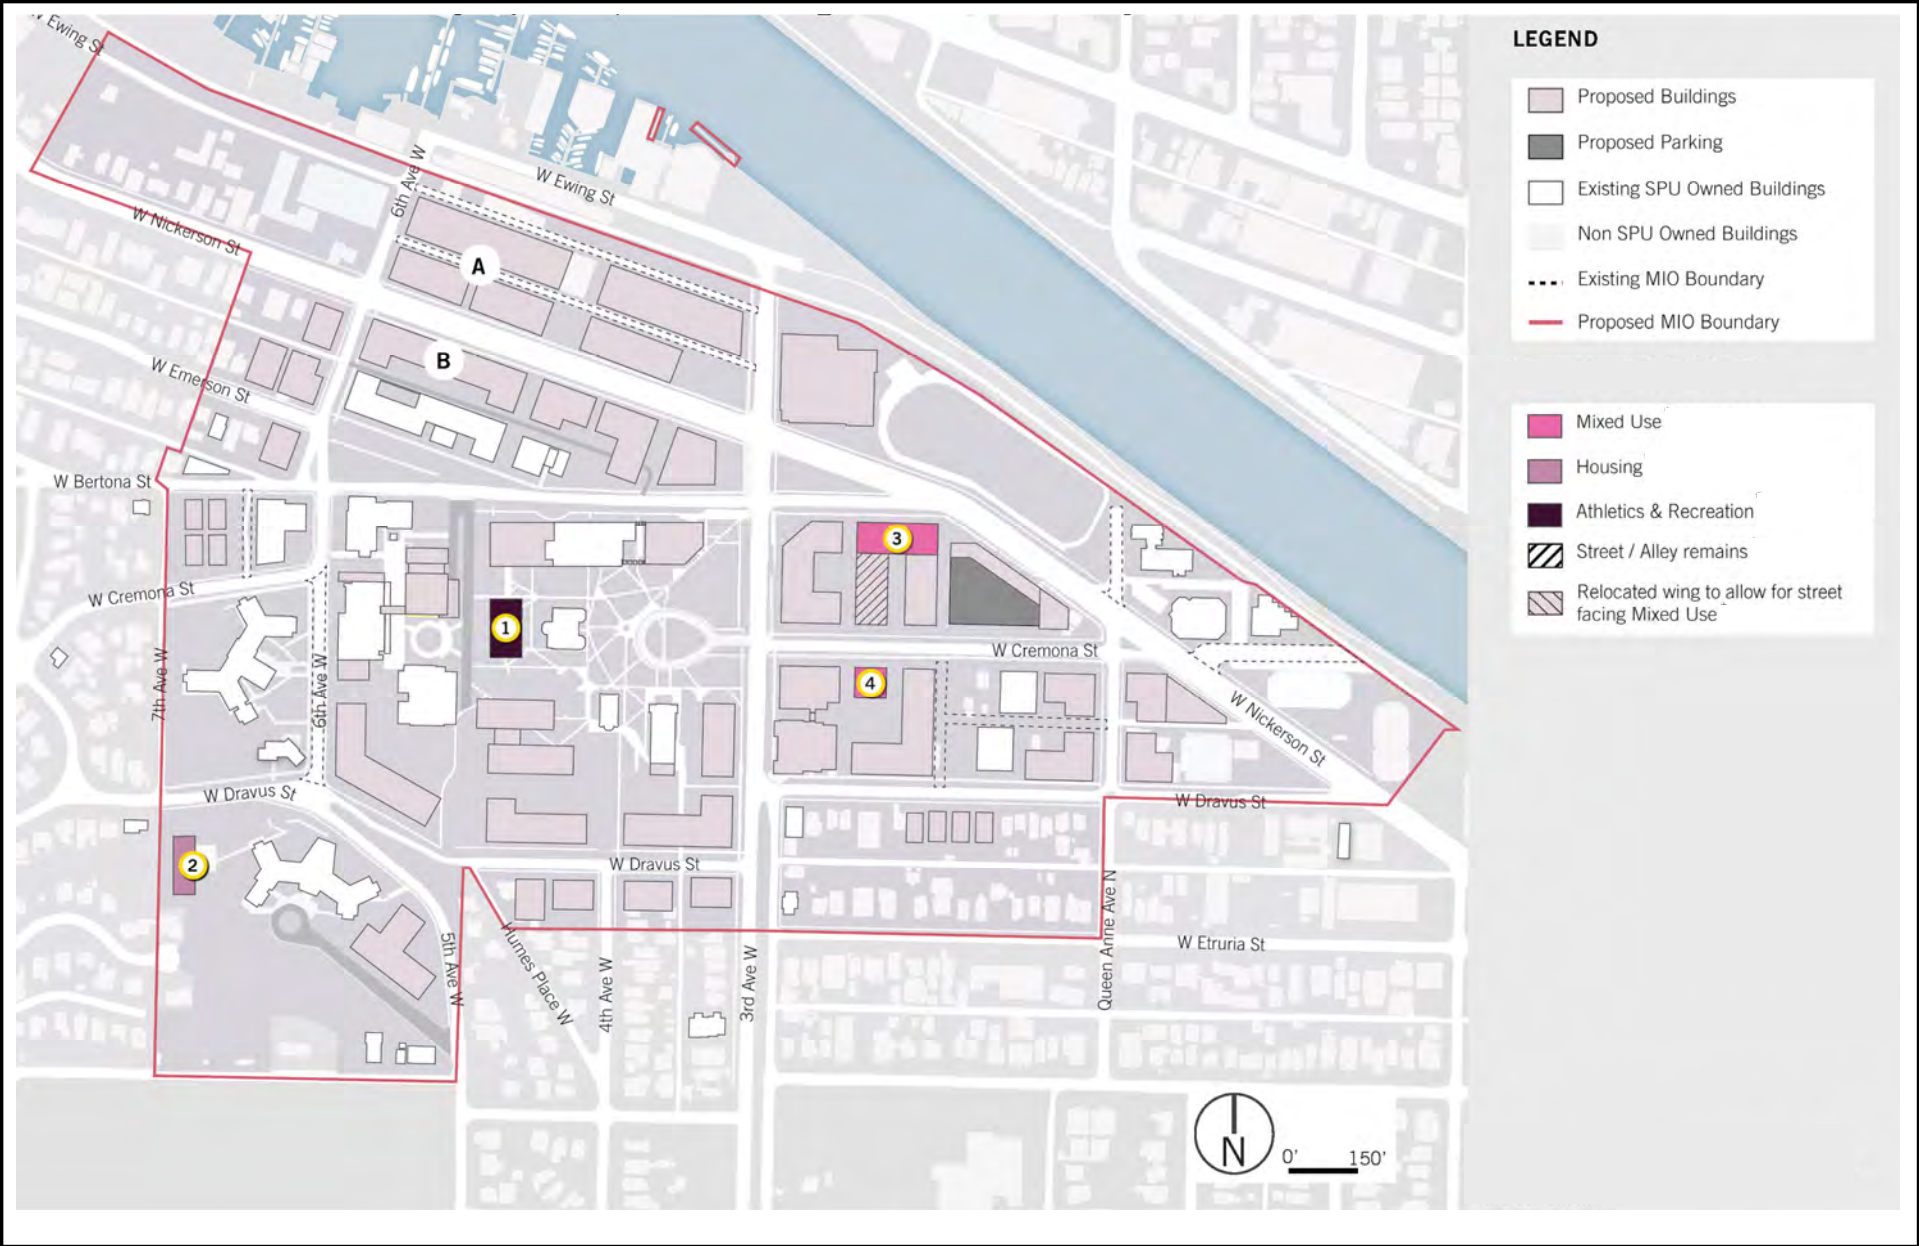 W Ewing St
W Ewing St
6th Ave W
W Nickerson St
A
B
W Emerson St
W Bertona St
W Cremona St
7th Ave W
6th Ave W
1
3
W Cremona St
4
W Nickerson St
W Dravus St
W Dravus St
2
W Dravus St
Queen Anne Ave N
W Etruria St
5th Ave W
Humes Place W
4th Ave W
3rd Ave W
N
0'
150'
LEGEND
Proposed Buildings
Proposed Parking
Existing SPU Owned Buildings
Non SPU Owned Buildings
Existing MIO Boundary
Proposed MIO Boundary
Mixed Use
Housing
Athletics & Recreation
Street / Alley remains
Relocated wing to allow for street
facing Mixed Use